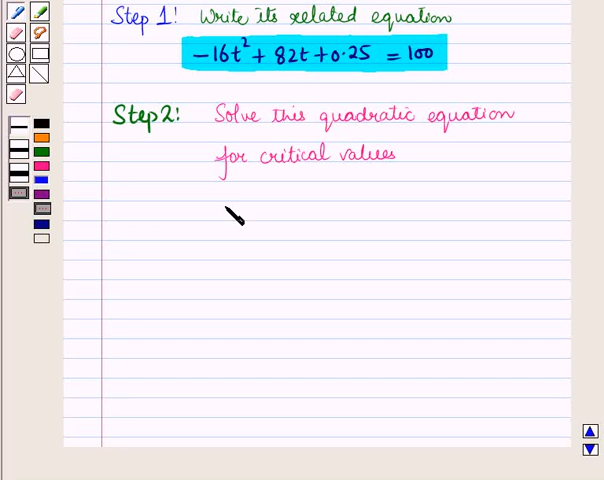 Step 1: Write its related equation
-16t² + 82t + 0.25 = 100
Step 2: Solve this quadratic equation
for critical values